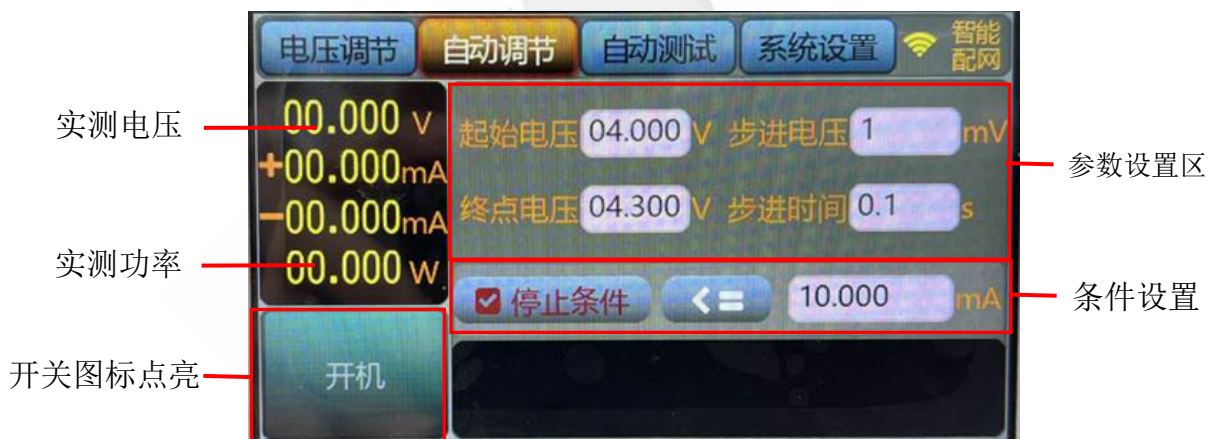 电压调节 自动调节 自动测试 系统设置 智能
配网
实测电压
00.000 V
+00.000mA
-00.000mA
实测功率
00.000 W
起始电压 04.000 V 步进电压 1 mV
终点电压 04.300 V 步进时间 0.1 s
参数设置区
停止条件 <= 10.000 mA
条件设置
开关图标点亮
开机